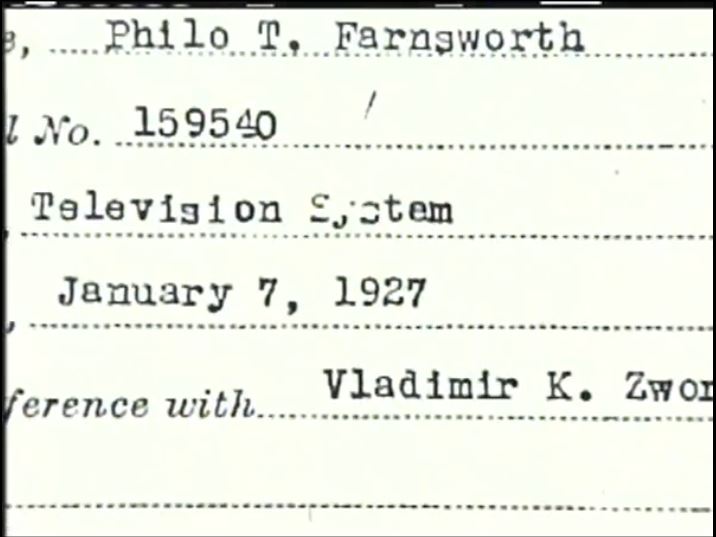 e, Philo T. Farnsworth
l No. 159540
Television System
January 7, 1927
ference with Vladimir K. Zwor